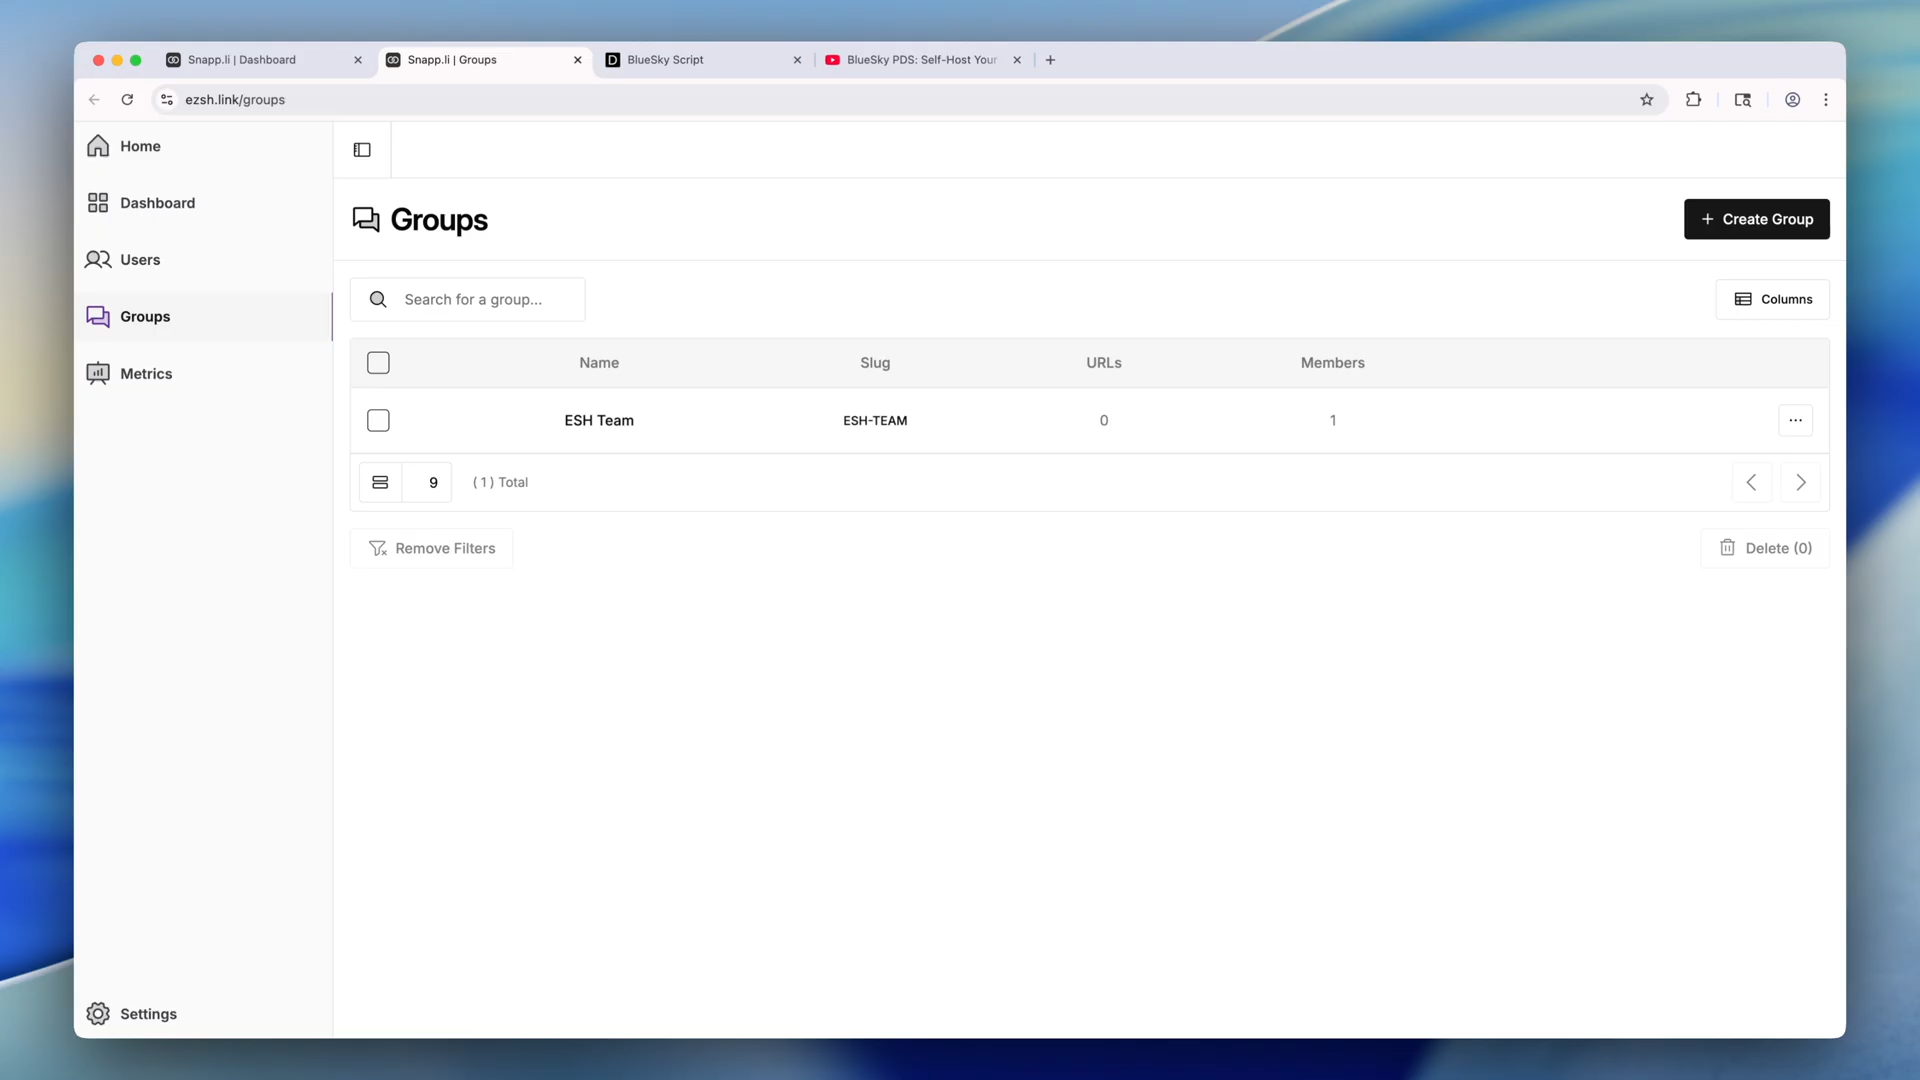 Snapp.li | Dashboard
Snapp.li | Groups
BlueSky Script
BlueSky PDS: Self-Host Your
ezsh.link/groups
Home
Dashboard
Users
Groups
Metrics
Settings
Groups
Create Group
Search for a group...
Columns
Name Slug URLs Members
ESH Team ESH-TEAM 0 1
9 ( 1 ) Total
Remove Filters
Delete (0)